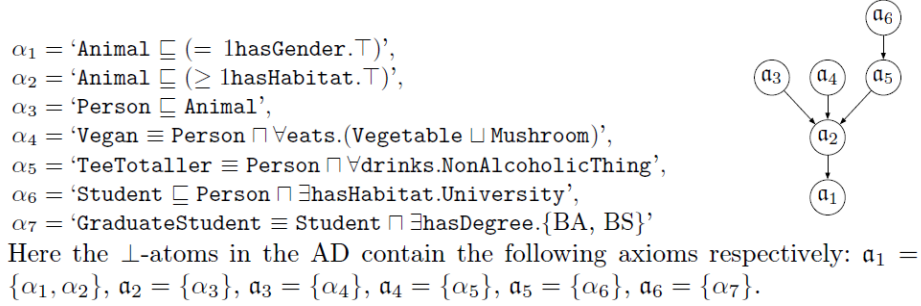 α₁ = ‘Animal ⊑ (= 1hasGender.⊤)’,
α₂ = ‘Animal ⊑ (≥ 1hasHabitat.⊤)’,
α₃ = ‘Person ⊑ Animal’,
α₄ = ‘Vegan ≡ Person ⊓ ∀eats.(Vegetable ⊔ Mushroom)’,
α₅ = ‘TeeTotaller ≡ Person ⊓ ∀drinks.NonAlcoholicThing’,
α₆ = ‘Student ⊑ Person ⊓ ∃hasHabitat.University’,
α₇ = ‘GraduateStudent ≡ Student ⊓ ∃hasDegree.{BA, BS}’
𝔞₆
𝔞₃ 𝔞₄ 𝔞₅
𝔞₂
𝔞₁
Here the ⊥-atoms in the AD contain the following axioms respectively: 𝔞₁ =
{α₁, α₂}, 𝔞₂ = {α₃}, 𝔞₃ = {α₄}, 𝔞₄ = {α₅}, 𝔞₅ = {α₆}, 𝔞₆ = {α₇}.